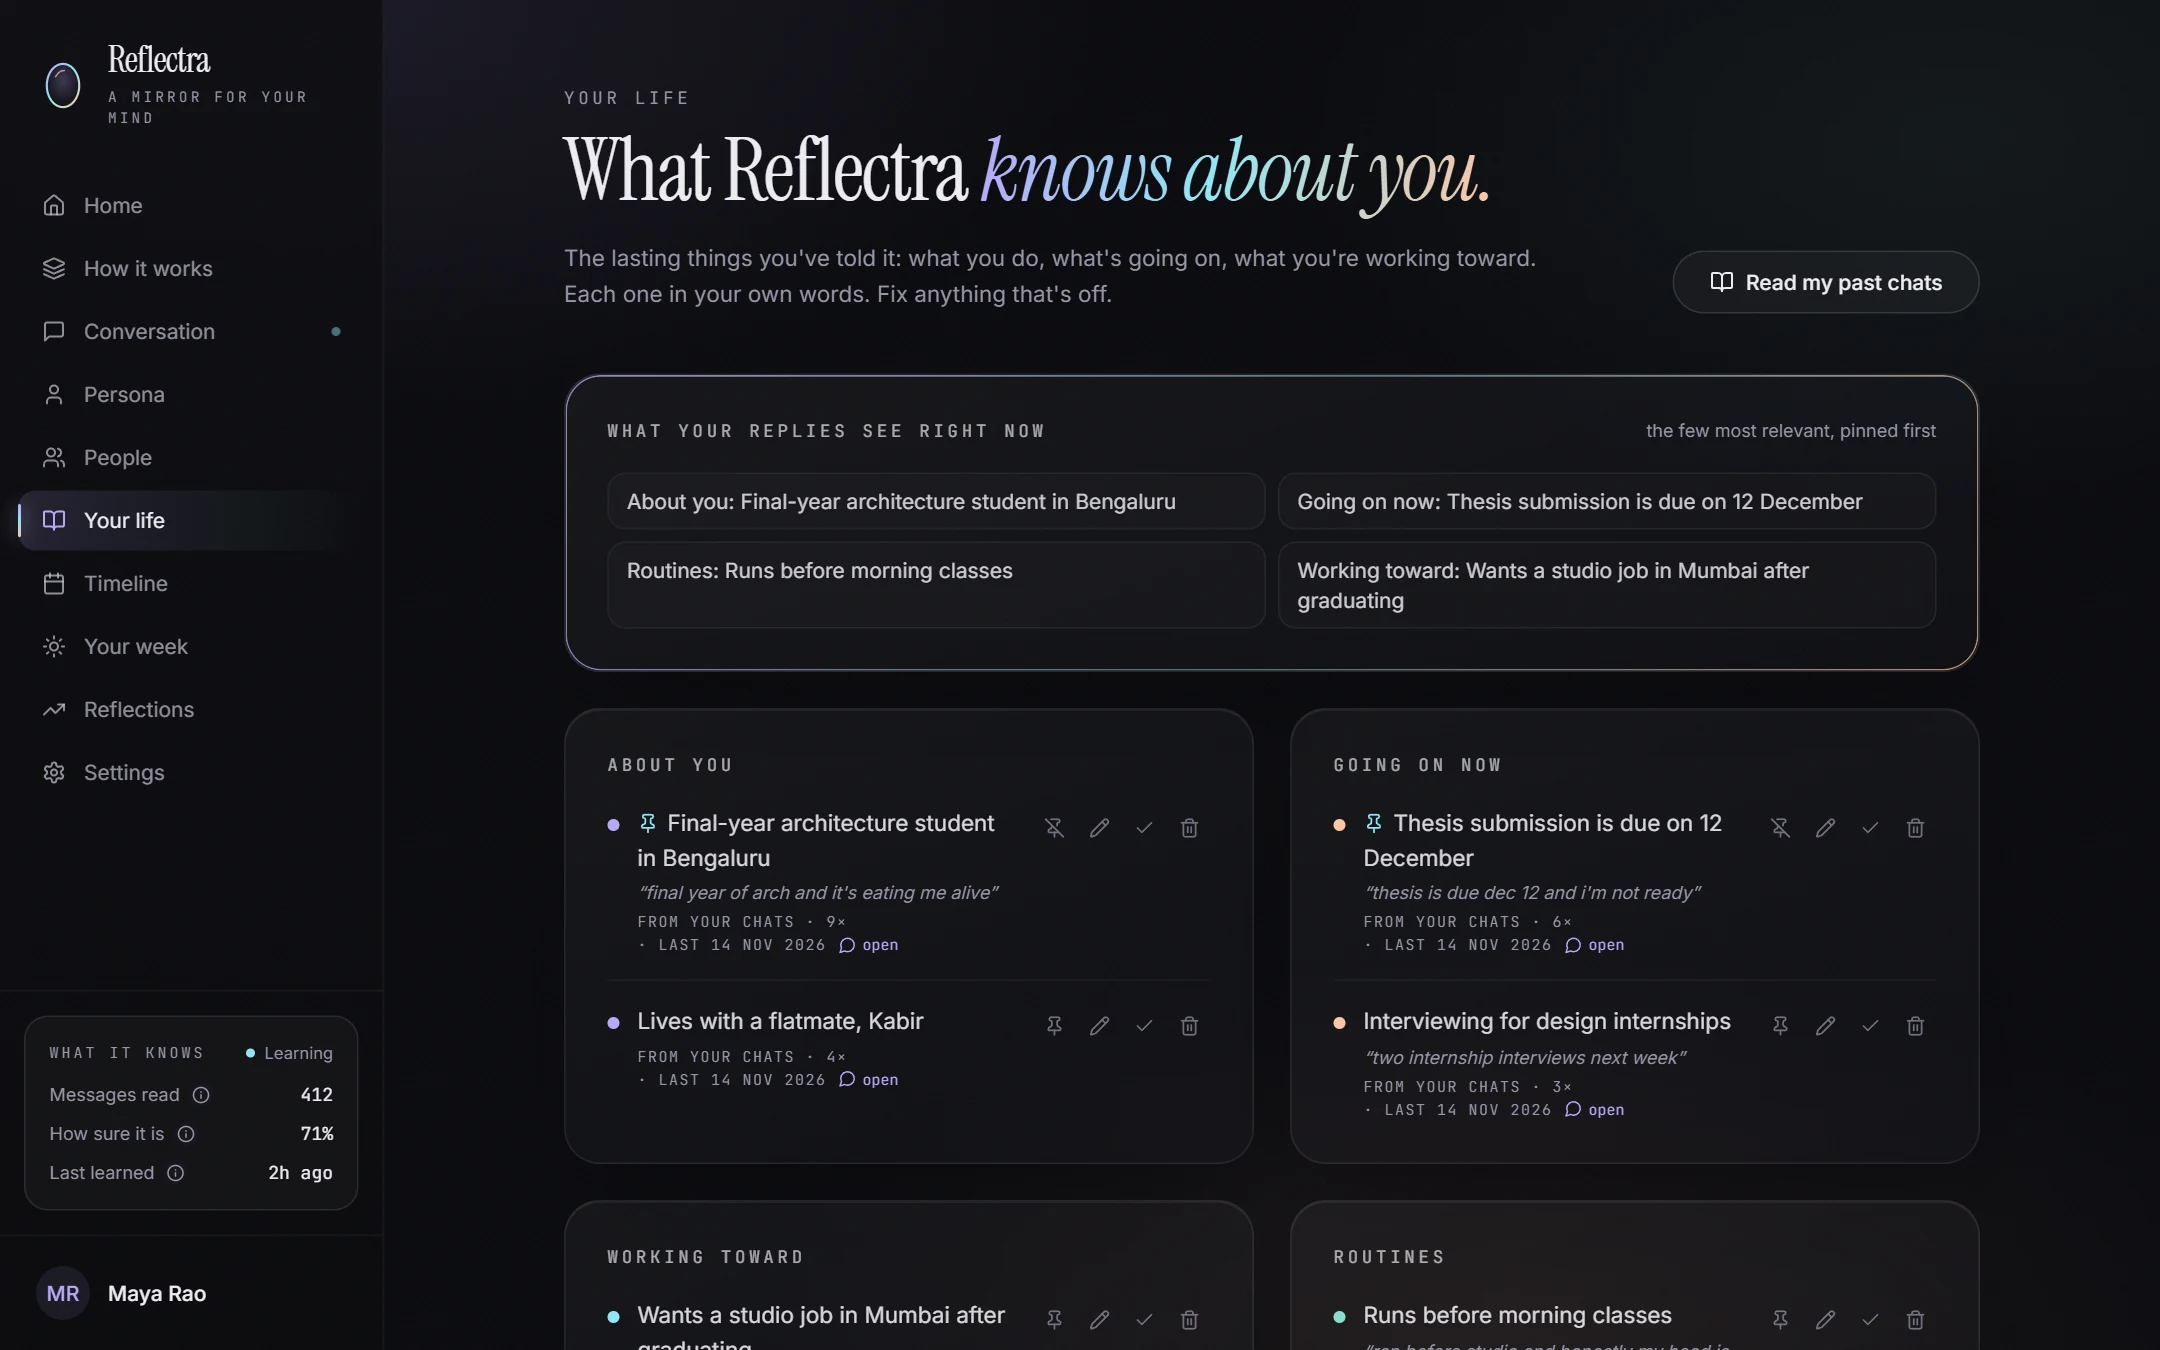 Reflectra
A MIRROR FOR YOUR
MIND
Home
How it works
Conversation
Persona
People
Your life
Timeline
Your week
Reflections
Settings
WHAT IT KNOWS
Learning
Messages read
412
How sure it is
71%
Last learned
2h ago
MR
Maya Rao
YOUR LIFE
What Reflectra knows about you.
The lasting things you've told it: what you do, what's going on, what you're working toward.
Each one in your own words. Fix anything that's off.
Read my past chats
WHAT YOUR REPLIES SEE RIGHT NOW
the few most relevant, pinned first
About you: Final-year architecture student in Bengaluru
Going on now: Thesis submission is due on 12 December
Routines: Runs before morning classes
Working toward: Wants a studio job in Mumbai after
graduating
ABOUT YOU
Final-year architecture student
in Bengaluru
“final year of arch and it's eating me alive”
FROM YOUR CHATS · 9×
· LAST 14 NOV 2026 open
Lives with a flatmate, Kabir
FROM YOUR CHATS · 4×
· LAST 14 NOV 2026 open
GOING ON NOW
Thesis submission is due on 12
December
“thesis is due dec 12 and i'm not ready”
FROM YOUR CHATS · 6×
· LAST 14 NOV 2026 open
Interviewing for design internships
“two internship interviews next week”
FROM YOUR CHATS · 3×
· LAST 14 NOV 2026 open
WORKING TOWARD
Wants a studio job in Mumbai after
graduating
ROUTINES
Runs before morning classes